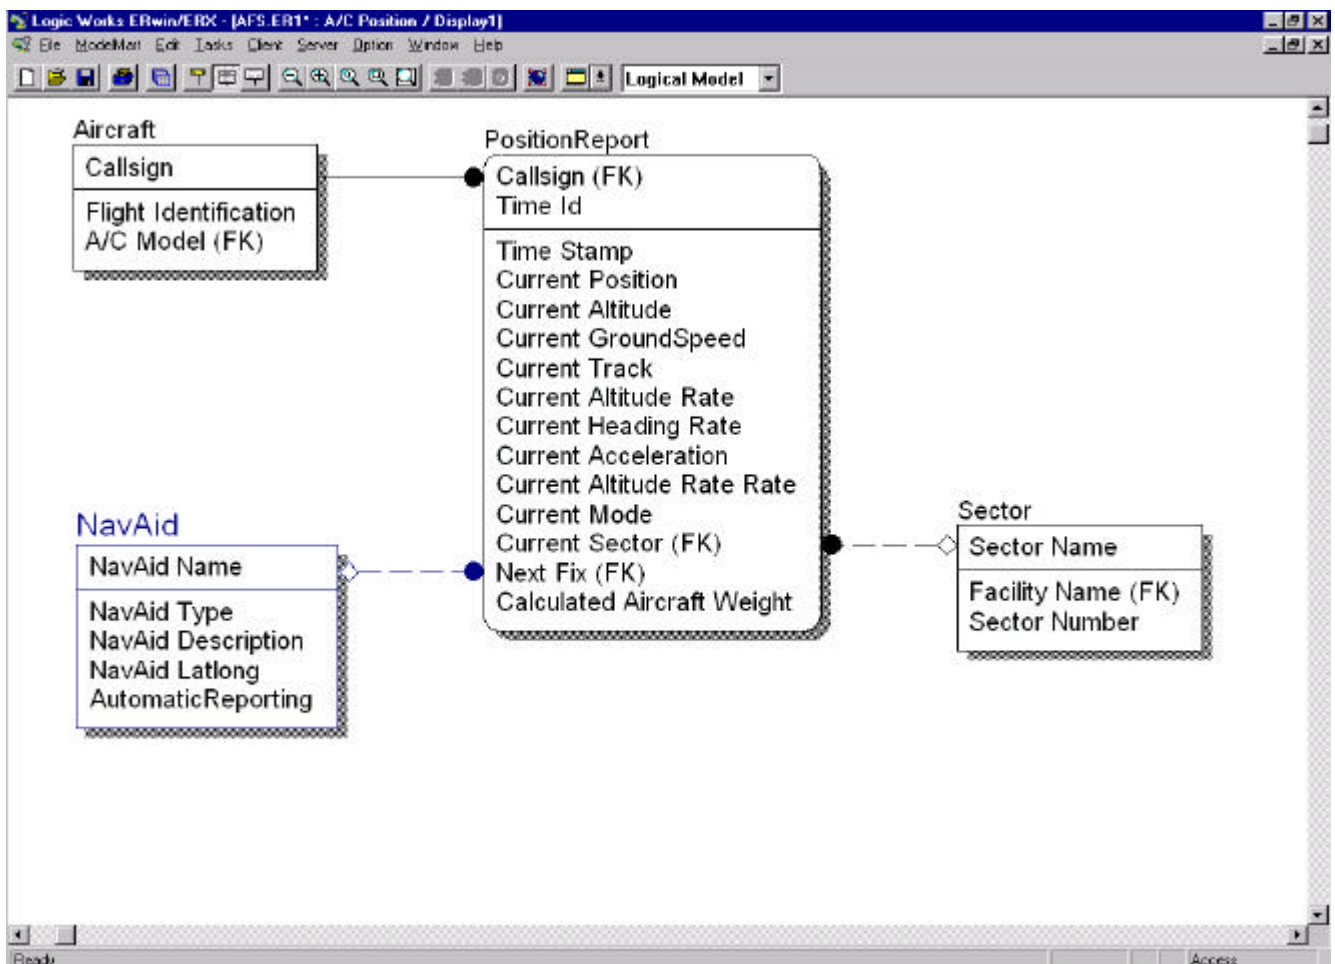 Logic Works ERwin/ERX - [AFS.ER1* : A/C Position / Display1]
File ModelMart Edit Tasks Client Server Option Window Help
Logical Model
Aircraft
Callsign
Flight Identification
A/C Model (FK)
PositionReport
Callsign (FK)
Time Id
Time Stamp
Current Position
Current Altitude
Current GroundSpeed
Current Track
Current Altitude Rate
Current Heading Rate
Current Acceleration
Current Altitude Rate Rate
Current Mode
Current Sector (FK)
Next Fix (FK)
Calculated Aircraft Weight
NavAid
NavAid Name
NavAid Type
NavAid Description
NavAid Latlong
AutomaticReporting
Sector
Sector Name
Facility Name (FK)
Sector Number
Ready
Access